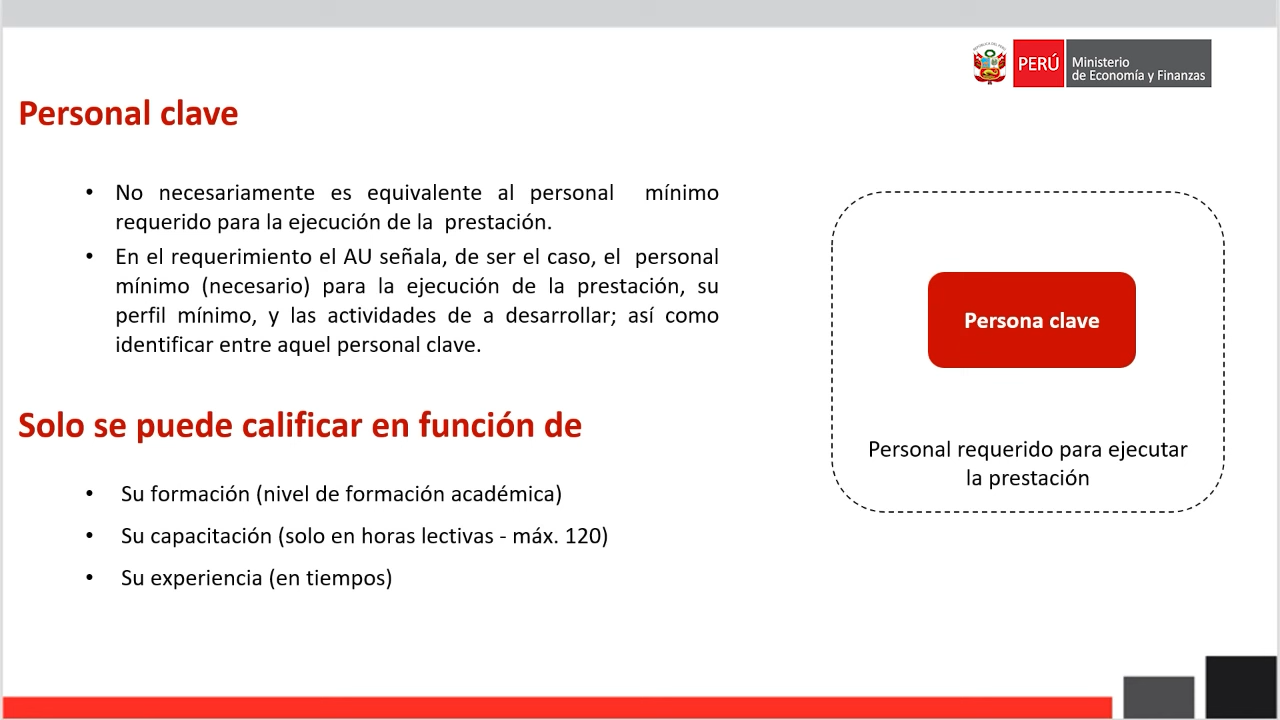 PERÚ
Ministerio
de Economía y Finanzas
Personal clave
• No necesariamente es equivalente al personal mínimo
requerido para la ejecución de la prestación.
• En el requerimiento el AU señala, de ser el caso, el personal
mínimo (necesario) para la ejecución de la prestación, su
perfil mínimo, y las actividades de a desarrollar; así como
identificar entre aquel personal clave.
Solo se puede calificar en función de
• Su formación (nivel de formación académica)
• Su capacitación (solo en horas lectivas - máx. 120)
• Su experiencia (en tiempos)
Persona clave
Personal requerido para ejecutar
la prestación